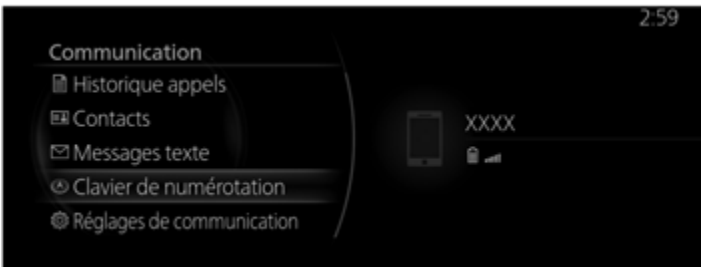 2:59
Communication
Historique appels
Contacts
Messages texte
Clavier de numérotation
Réglages de communication
XXXX